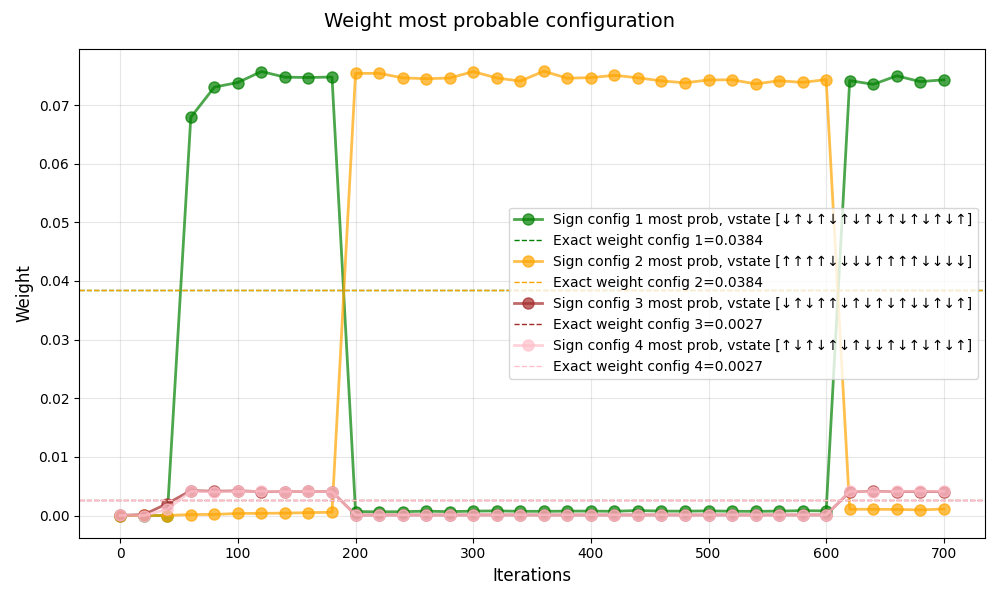 Weight most probable configuration
Weight
0.07
0.06
0.05
0.04
0.03
0.02
0.01
0.00
Sign config 1 most prob, vstate [↓↑↓↑↓↑↓↑↓↑↓↑↓↑↓↑]
Exact weight config 1=0.0384
Sign config 2 most prob, vstate [↑↑↑↑↓↓↓↓↑↑↑↑↓↓↓↓]
Exact weight config 2=0.0384
Sign config 3 most prob, vstate [↓↑↓↑↑↓↑↓↑↓↑↓↓↑↓↑]
Exact weight config 3=0.0027
Sign config 4 most prob, vstate [↑↓↑↓↑↓↑↓↓↑↓↑↓↑↓↑]
Exact weight config 4=0.0027
0 100 200 300 400 500 600 700
Iterations